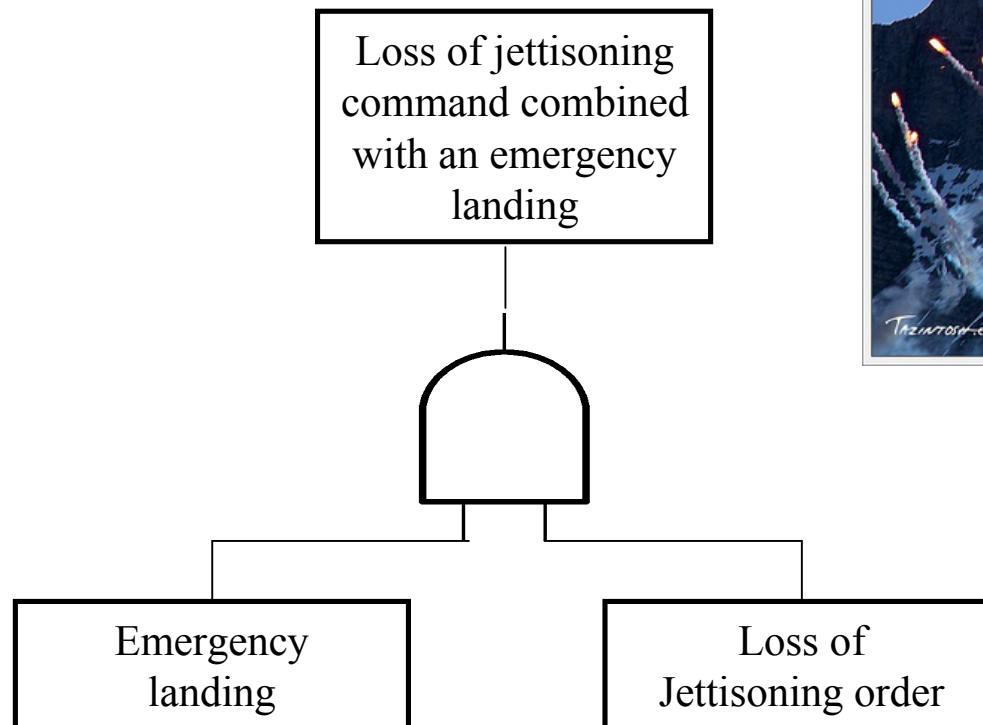 Loss of jettisoning
command combined
with an emergency
landing
Emergency
landing
Loss of
Jettisoning order